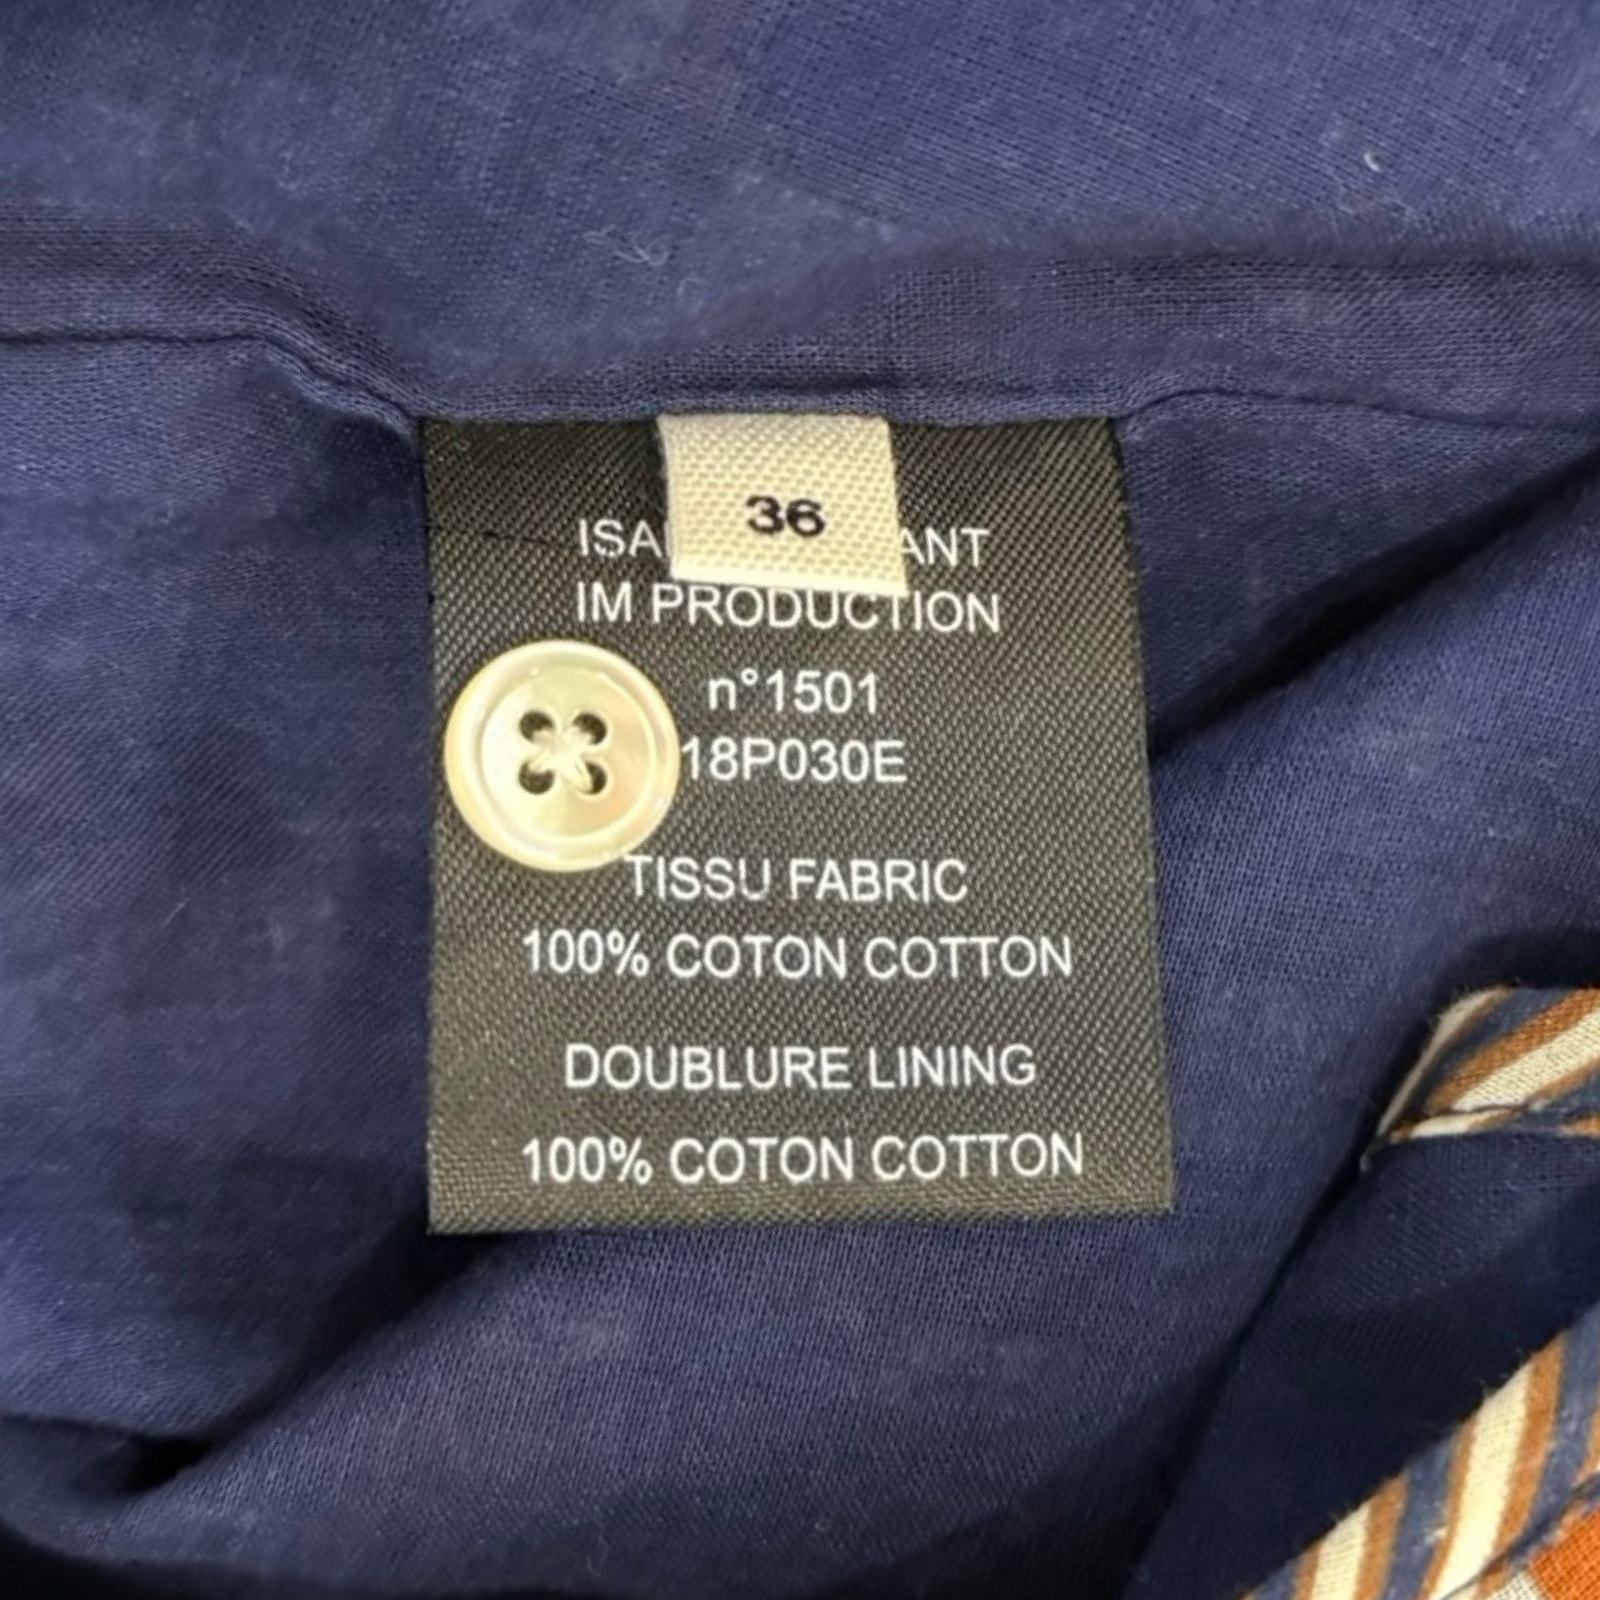 36
IM PRODUCTION
n°1501
18P030E
TISSU FABRIC
100% COTON COTTON
DOUBLURE LINING
100% COTON COTTON